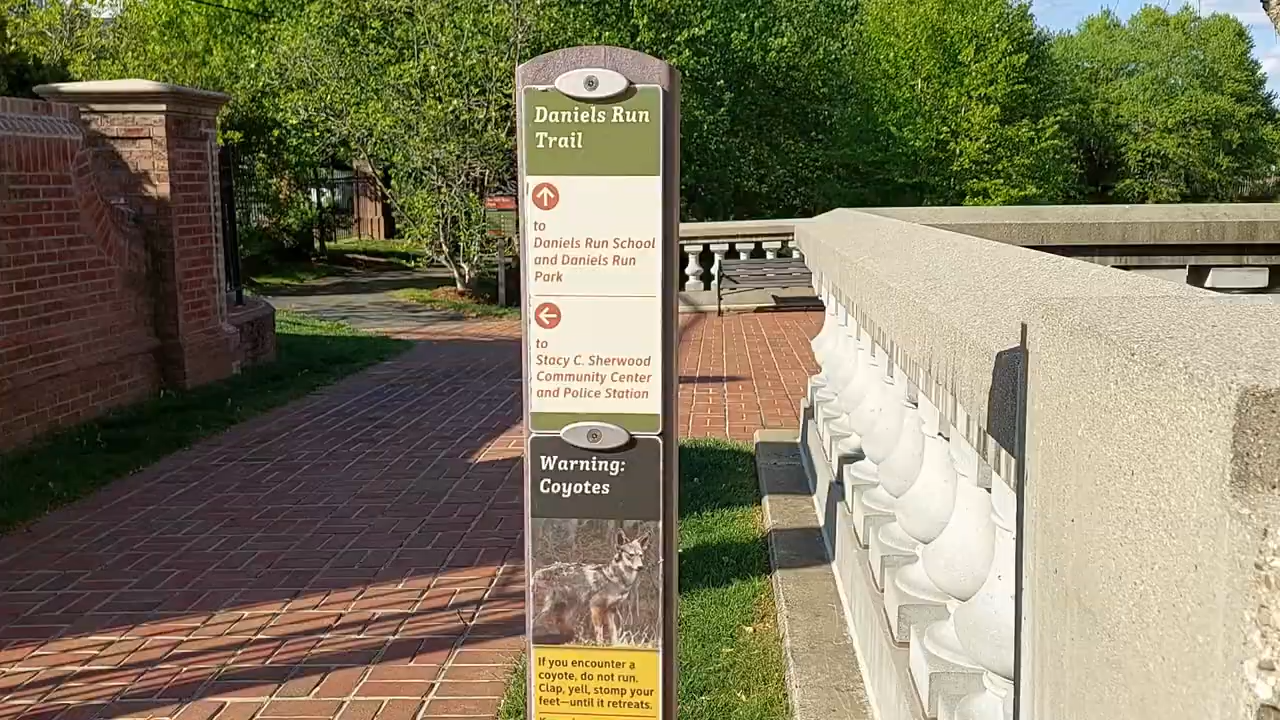 Daniels Run
Trail
to
Daniels Run School
and Daniels Run
Park
to
Stacy C. Sherwood
Community Center
and Police Station
Warning:
Coyotes
If you encounter a
coyote, do not run.
Clap, yell, stomp your
feet—until it retreats.